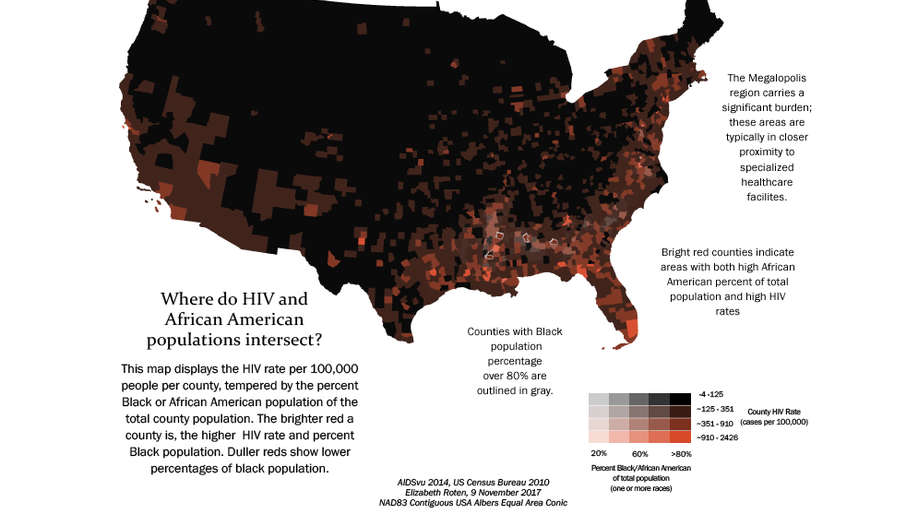 The Megalopolis
region carries a
significant burden;
these areas are
typically in closer
proximity to
specialized
healthcare
facilites.
Bright red counties indicate
areas with both high African
American percent of total
population and high HIV
rates
Where do HIV and
African American
populations intersect?
This map displays the HIV rate per 100,000
people per county, tempered by the percent
Black or African American population of the
total county population. The brighter red a
county is, the higher HIV rate and percent
Black population. Duller reds show lower
percentages of black population.
Counties with Black
population
percentage
over 80% are
outlined in gray.
-4 -125
~125 - 351
~351 - 910
~910 - 2426
County HIV Rate
(cases per 100,000)
20% 60% >80%
Percent Black/African American
of total population
(one or more races)
AIDSvu 2014, US Census Bureau 2010
Elizabeth Roten, 9 November 2017
NAD83 Contiguous USA Albers Equal Area Conic